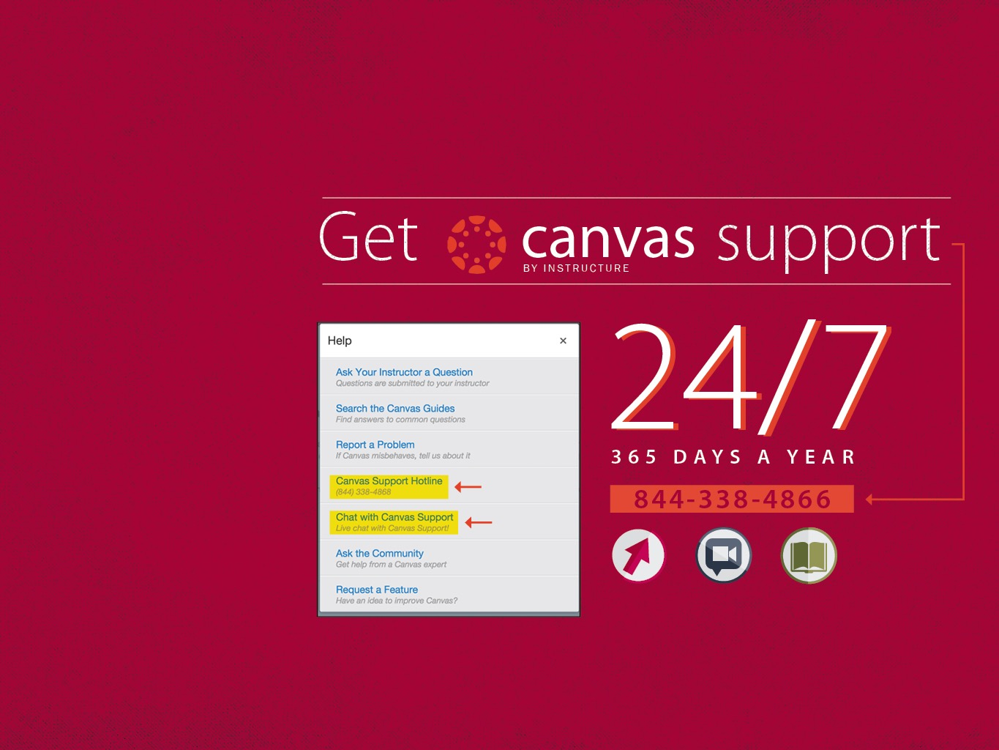 Get canvas support
BY INSTRUCTURE
Help ×
Ask Your Instructor a Question
Questions are submitted to your instructor
Search the Canvas Guides
Find answers to common questions
Report a Problem
If Canvas misbehaves, tell us about it
Canvas Support Hotline
(844) 338-4868
Chat with Canvas Support
Live chat with Canvas Support!
Ask the Community
Get help from a Canvas expert
Request a Feature
Have an idea to improve Canvas?
24/7
365 DAYS A YEAR
844-338-4866